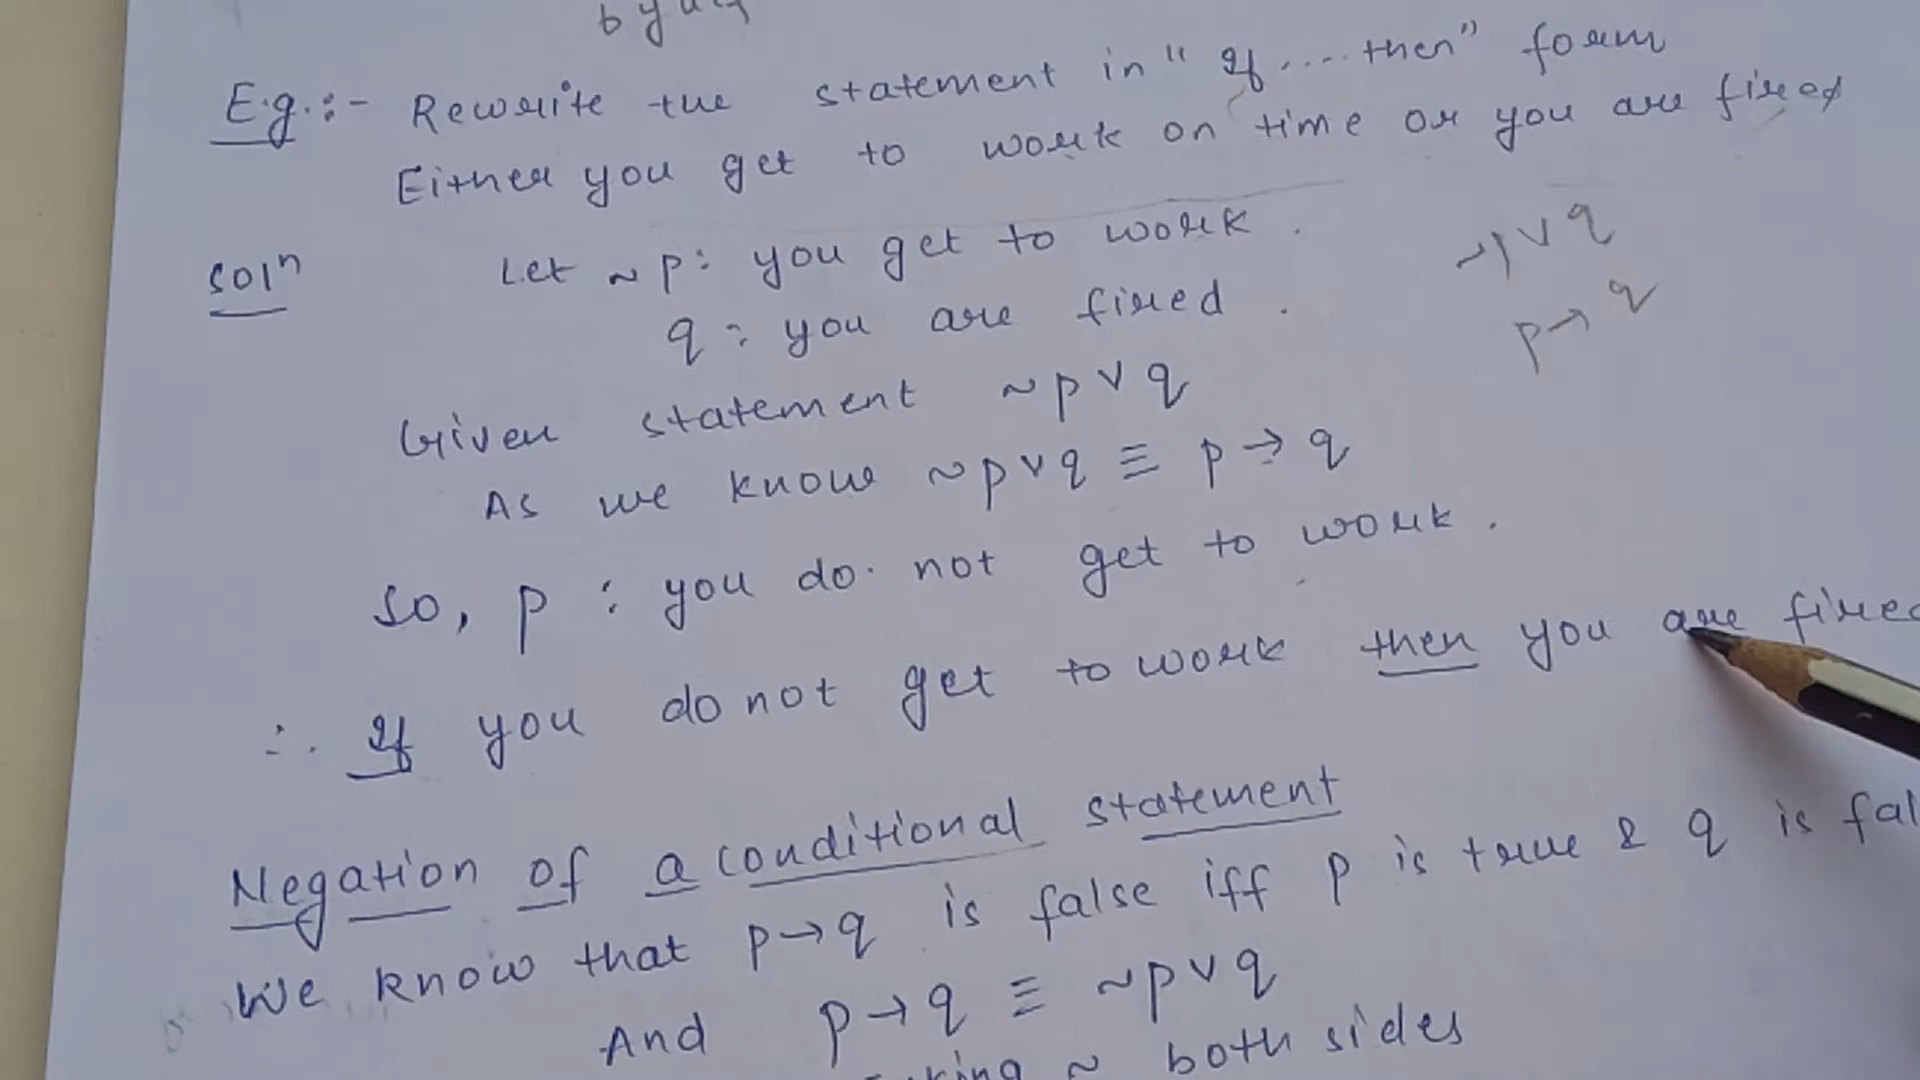 E.g.:- Rewrite the statement in "If....then" form
Either you get to work on time or you are fired
Soln Let ~p: you get to work.
~p∨q
q: you are fired.
p→q
Given statement ~p∨q
As we know ~p∨q ≡ p→q
So, p : you do not get to work.
∴ If you do not get to work then you are fired
Negation of a conditional statement
We know that p→q is false iff p is true & q is fal
And p→q ≡ ~p∨q
~ both sides